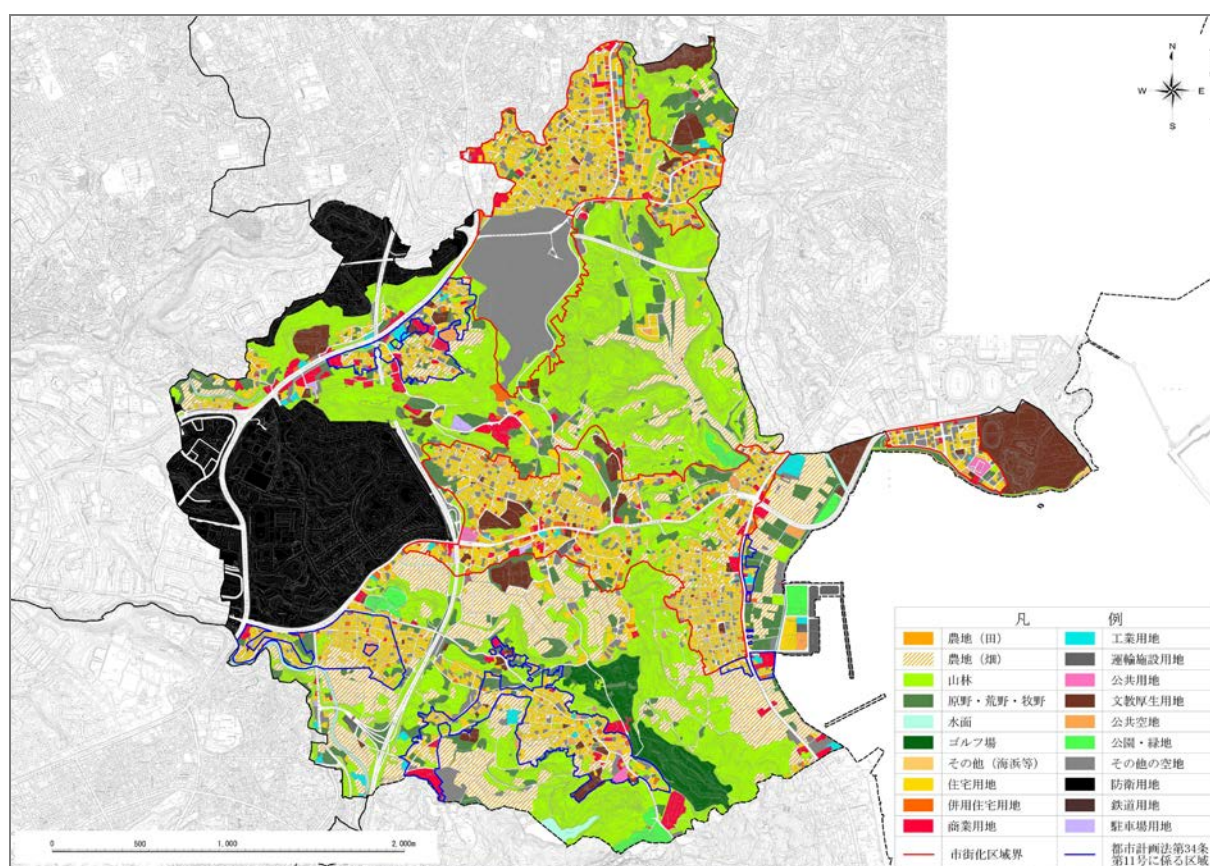 N
W E
S
凡 例
農地（田） 工業用地
農地（畑） 運輸施設用地
山林 公共用地
原野・荒野・牧野 文教厚生用地
水面 公共空地
ゴルフ場 公園・緑地
その他（海浜等） その他の空地
住宅用地 防衛用地
併用住宅用地 鉄道用地
商業用地 駐車場用地
市街化区域界 都市計画法第34条
第11号に係る区域
0 500 1,000 2,000m